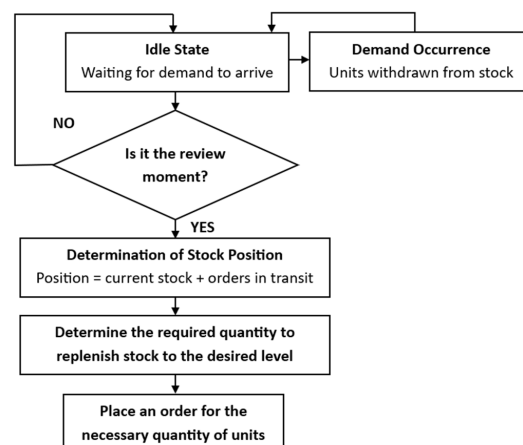 Idle State
Waiting for demand to arrive
Demand Occurrence
Units withdrawn from stock
NO
Is it the review
moment?
YES
Determination of Stock Position
Position = current stock + orders in transit
Determine the required quantity to
replenish stock to the desired level
Place an order for the
necessary quantity of units